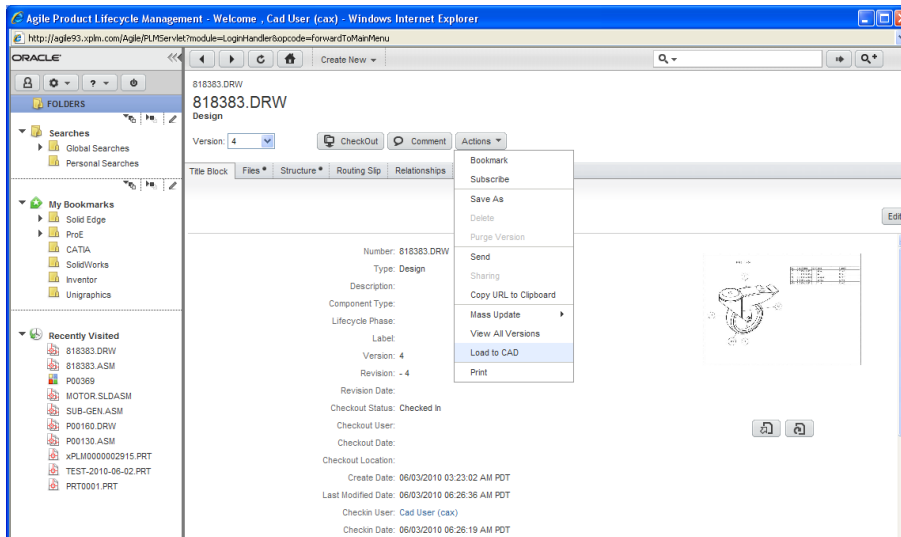 Agile Product Lifecycle Management - Welcome , Cad User (cax) - Windows Internet Explorer
http://agile93.xplm.com/Agile/PLMServlet?module=LoginHandler&opcode=forwardToMainMenu
ORACLE'
Create New
818383.DRW
818383.DRW
Design
FOLDERS
Searches
Global Searches
Personal Searches
My Bookmarks
Solid Edge
ProE
CATIA
SolidWorks
Inventor
Unigraphics
Recently Visited
818383.DRW
818383.ASM
P00369
MOTOR.SLDASM
SUB-GEN.ASM
P00160.DRW
P00130.ASM
xPLM0000002915.PRT
TEST-2010-06-02.PRT
PRT0001.PRT
Version: 4 CheckOut Comment Actions
Title Block Files Structure Routing Slip Relationships
Bookmark
Subscribe
Save As
Delete
Purge Version
Send
Sharing
Copy URL to Clipboard
Mass Update
View All Versions
Load to CAD
Print
Edit
Number: 818383.DRW
Type: Design
Description:
Component Type:
Lifecycle Phase:
Label:
Version: 4
Revision: - 4
Revision Date:
Checkout Status: Checked In
Checkout User:
Checkout Date:
Checkout Location:
Create Date: 06/03/2010 03:23:02 AM PDT
Last Modified Date: 06/03/2010 06:26:36 AM PDT
Checkin User: Cad User (cax)
Checkin Date: 06/03/2010 06:26:19 AM PDT